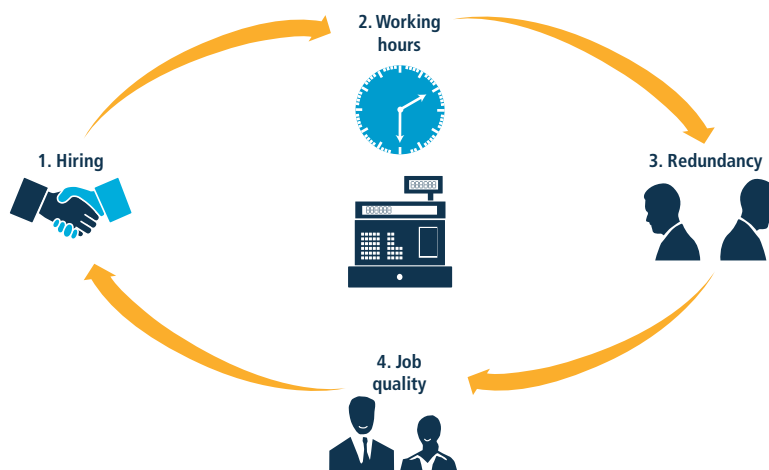 2. Working
hours
1. Hiring
3. Redundancy
4. Job
quality